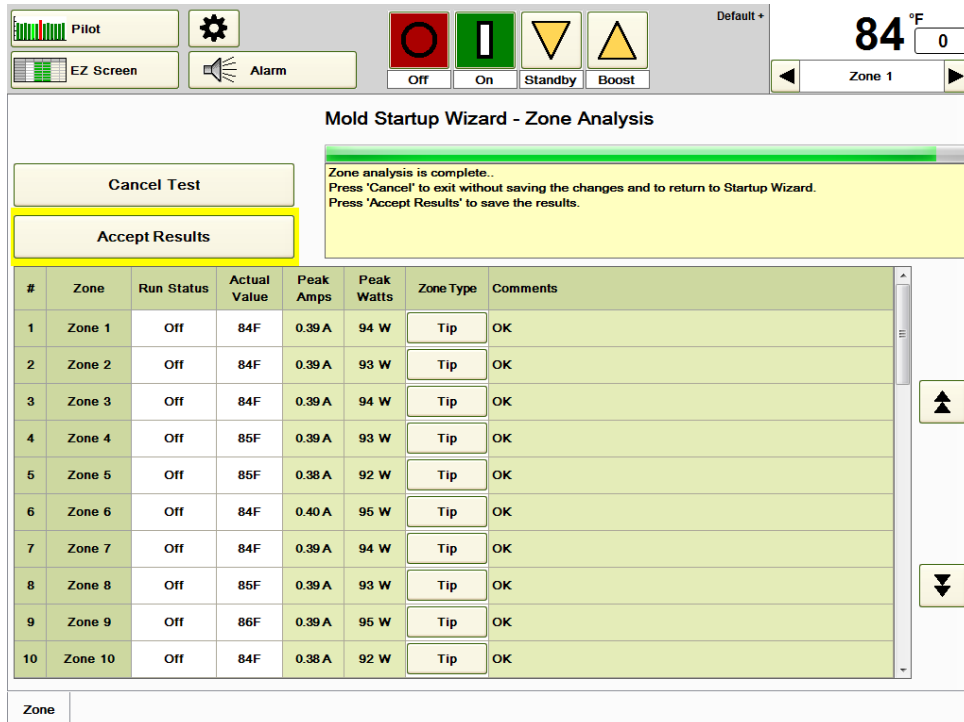 Pilot
Default +
84 °F
0
EZ Screen
Alarm
Off
On
Standby
Boost
Zone 1
Mold Startup Wizard - Zone Analysis
Cancel Test
Accept Results
Zone analysis is complete..
Press 'Cancel' to exit without saving the changes and to return to Startup Wizard.
Press 'Accept Results' to save the results.
# Zone Run Status Actual Value Peak Amps Peak Watts Zone Type Comments
1 Zone 1 Off 84F 0.39 A 94 W Tip OK
2 Zone 2 Off 84F 0.39 A 93 W Tip OK
3 Zone 3 Off 84F 0.39 A 94 W Tip OK
4 Zone 4 Off 85F 0.39 A 93 W Tip OK
5 Zone 5 Off 85F 0.38 A 92 W Tip OK
6 Zone 6 Off 84F 0.40 A 95 W Tip OK
7 Zone 7 Off 84F 0.39 A 94 W Tip OK
8 Zone 8 Off 85F 0.39 A 93 W Tip OK
9 Zone 9 Off 86F 0.39 A 95 W Tip OK
10 Zone 10 Off 84F 0.38 A 92 W Tip OK
Zone